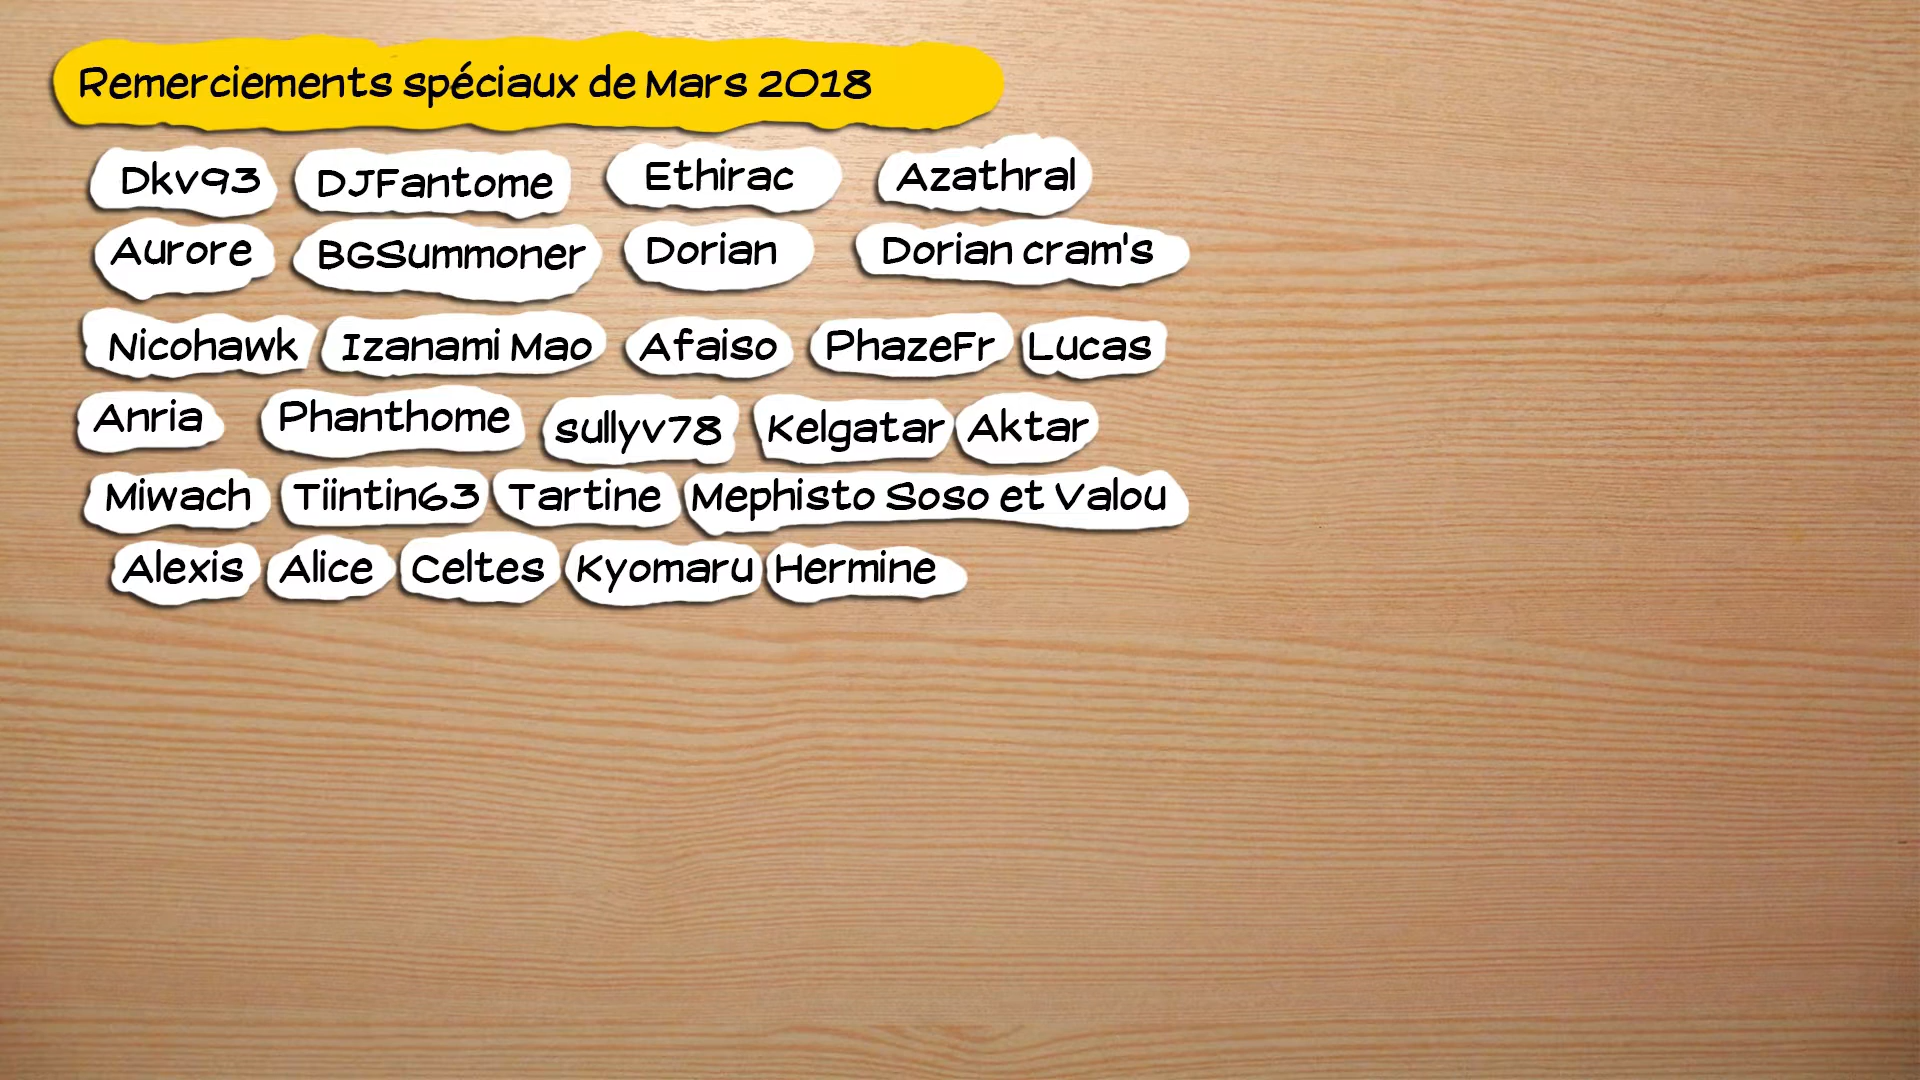 Remerciements spéciaux de Mars 2018
Dkv93 DJFantome Ethirac Azathral
Aurore BGSummoner Dorian Dorian cram's
Nicohawk Izanami Mao Afaiso PhazeFr Lucas
Anria Phanthome sullyv78 Kelgatar Aktar
Miwach Tiintin63 Tartine Mephisto Soso et Valou
Alexis Alice Celtes Kyomaru Hermine